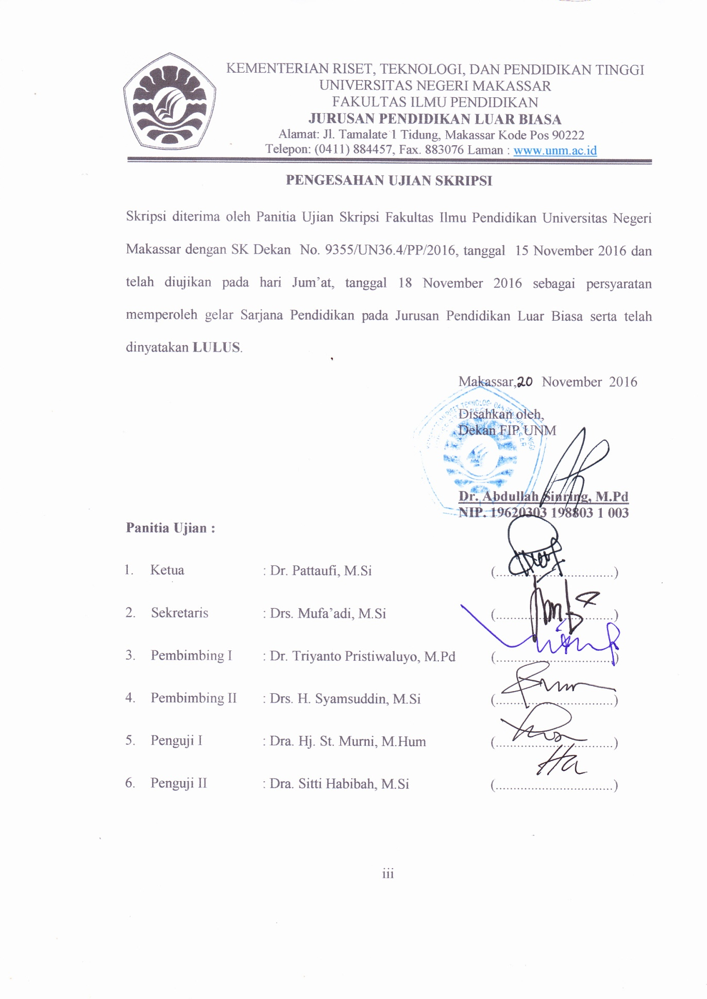 KEMENTERIAN RISET, TEKNOLOGI, DAN PENDIDIKAN TINGGI
UNIVERSITAS NEGERI MAKASSAR
FAKULTAS ILMU PENDIDIKAN
JURUSAN PENDIDIKAN LUAR BIASA
Alamat: Jl. Tamalate 1 Tidung, Makassar Kode Pos 90222
Telepon: (0411) 884457, Fax. 883076 Laman : www.unm.ac.id
PENGESAHAN UJIAN SKRIPSI
Skripsi diterima oleh Panitia Ujian Skripsi Fakultas Ilmu Pendidikan Universitas Negeri
Makassar dengan SK Dekan No. 9355/UN36.4/PP/2016, tanggal 15 November 2016 dan
telah diujikan pada hari Jum’at, tanggal 18 November 2016 sebagai persyaratan
memperoleh gelar Sarjana Pendidikan pada Jurusan Pendidikan Luar Biasa serta telah
dinyatakan LULUS.
Makassar,20 November 2016
Disahkan oleh,
Dekan FIP UNM
Dr. Abdullah Sinring, M.Pd
NIP. 19620303 198803 1 003
Panitia Ujian :
1. Ketua : Dr. Pattaufi, M.Si (.................................)
2. Sekretaris : Drs. Mufa’adi, M.Si (.................................)
3. Pembimbing I : Dr. Triyanto Pristiwaluyo, M.Pd (.................................)
4. Pembimbing II : Drs. H. Syamsuddin, M.Si (.................................)
5. Penguji I : Dra. Hj. St. Murni, M.Hum (.................................)
6. Penguji II : Dra. Sitti Habibah, M.Si (.................................)
iii